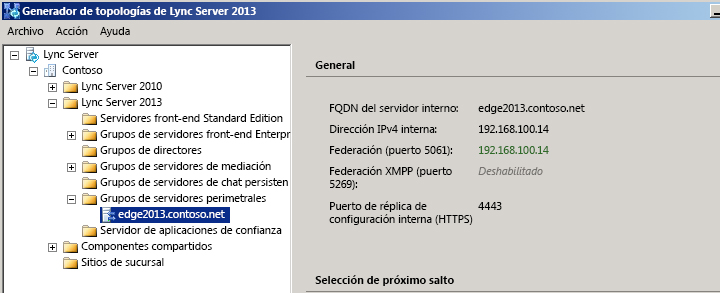 Generador de topologías de Lync Server 2013
Archivo Acción Ayuda
Lync Server
Contoso
Lync Server 2010
Lync Server 2013
Servidores front-end Standard Edition
Grupos de servidores front-end Enterpr
Grupos de directores
Grupos de servidores de mediación
Grupos de servidores de chat persisten
Grupos de servidores perimetrales
edge2013.contoso.net
Servidor de aplicaciones de confianza
Componentes compartidos
Sitios de sucursal
General
FQDN del servidor interno: edge2013.contoso.net
Dirección IPv4 interna: 192.168.100.14
Federación (puerto 5061): 192.168.100.14
Federación XMPP (puerto Deshabilitado
5269):
Puerto de réplica de 4443
configuración interna (HTTPS)
Selección de próximo salto